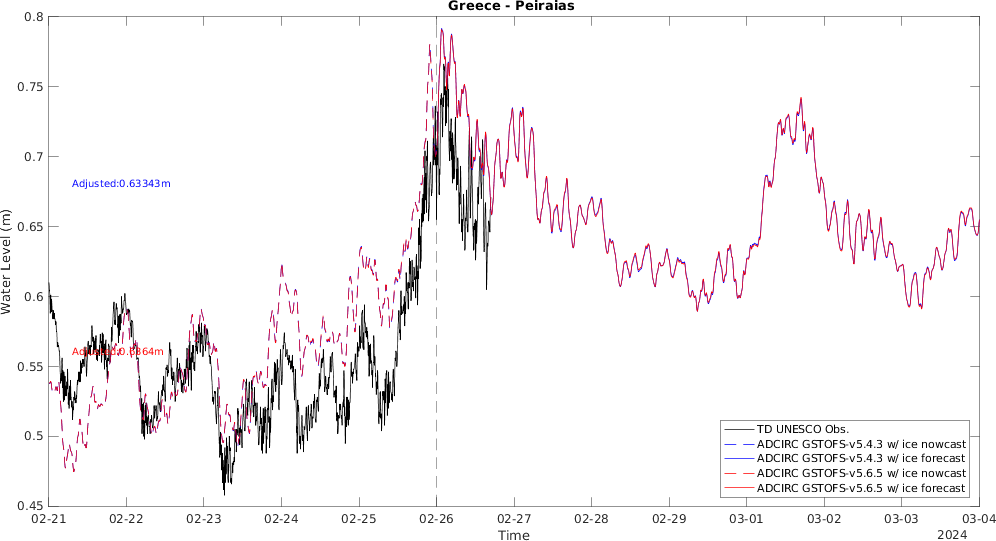 Greece - Peiraias
0.8
0.75
0.7
0.65
0.6
0.55
0.5
0.45
Water Level (m)
Adjusted:0.63343m
Adjusted:0.6364m
TD UNESCO Obs.
ADCIRC GSTOFS-v5.4.3 w/ ice nowcast
ADCIRC GSTOFS-v5.4.3 w/ ice forecast
ADCIRC GSTOFS-v5.6.5 w/ ice nowcast
ADCIRC GSTOFS-v5.6.5 w/ ice forecast
02-21 02-22 02-23 02-24 02-25 02-26 02-27 02-28 02-29 03-01 03-02 03-03 03-04
Time
2024